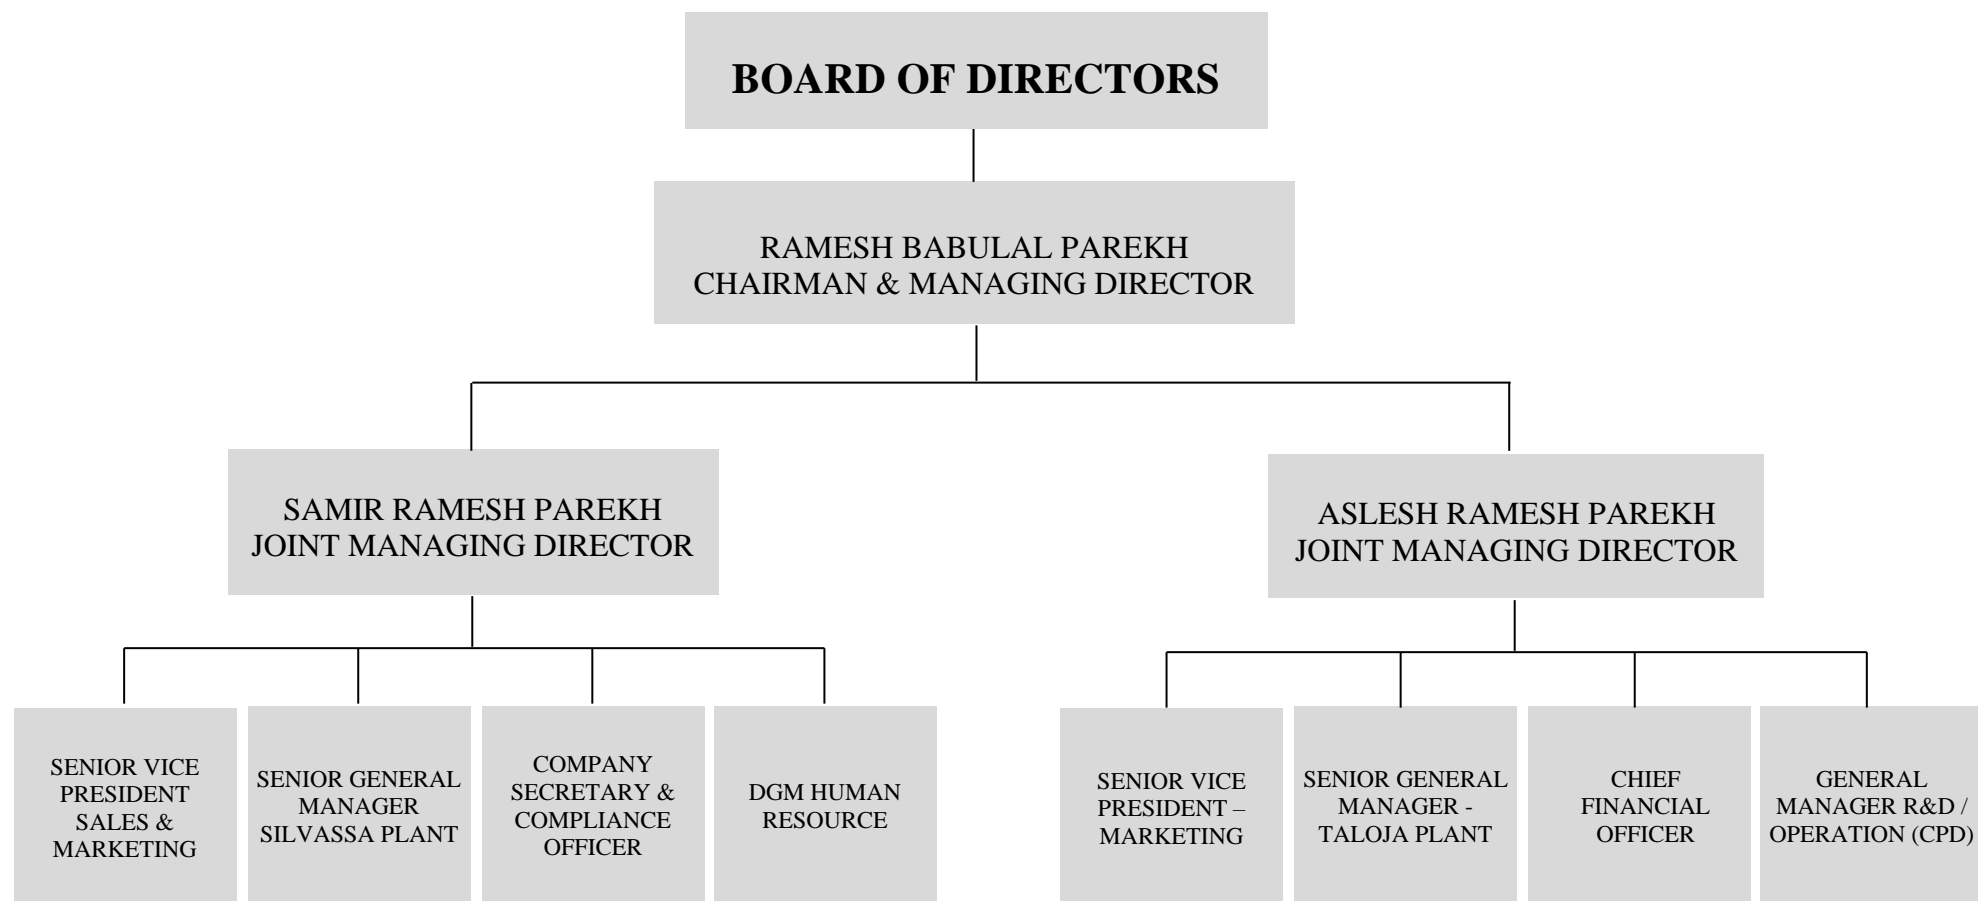 BOARD OF DIRECTORS
RAMESH BABULAL PAREKH
CHAIRMAN & MANAGING DIRECTOR
SAMIR RAMESH PAREKH
JOINT MANAGING DIRECTOR
ASLESH RAMESH PAREKH
JOINT MANAGING DIRECTOR
SENIOR VICE
PRESIDENT
SALES &
MARKETING
SENIOR GENERAL
MANAGER
SILVASSA PLANT
COMPANY
SECRETARY &
COMPLIANCE
OFFICER
DGM HUMAN
RESOURCE
SENIOR VICE
PRESIDENT –
MARKETING
SENIOR GENERAL
MANAGER -
TALOJA PLANT
CHIEF
FINANCIAL
OFFICER
GENERAL
MANAGER R&D /
OPERATION (CPD)